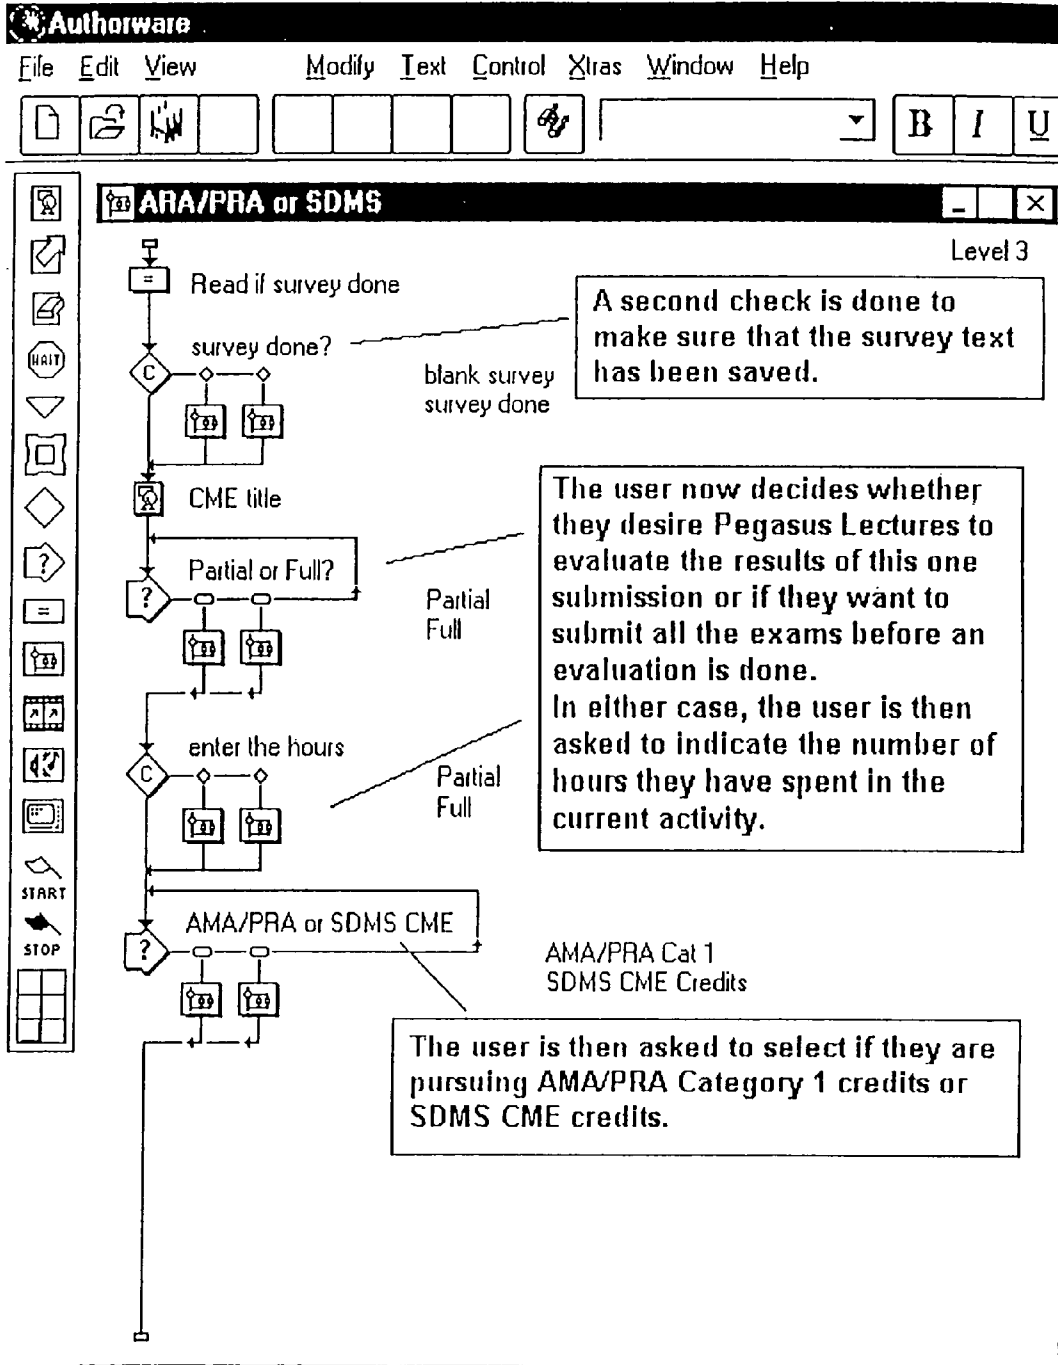 Authorware
File Edit View Modify Text Control Xtras Window Help
B I U
ARA/PRA or SDMS
Level 3
=
Read if survey done
A second check is done to
make sure that the survey text
has been saved.
survey done?
C
blank survey
survey done
WAIT
CME title
The user now decides whether
they desire Pegasus Lectures to
evaluate the results of this one
submission or if they want to
submit all the exams before an
evaluation is done.
In either case, the user is then
asked to indicate the number of
hours they have spent in the
current activity.
Partial or Full?
?
Partial
Full
?
=
enter the hours
C
Partial
Full
START
STOP
AMA/PRA or SDMS CME
?
AMA/PRA Cat 1
SDMS CME Credits
The user is then asked to select if they are
pursuing AMA/PRA Category 1 credits or
SDMS CME credits.